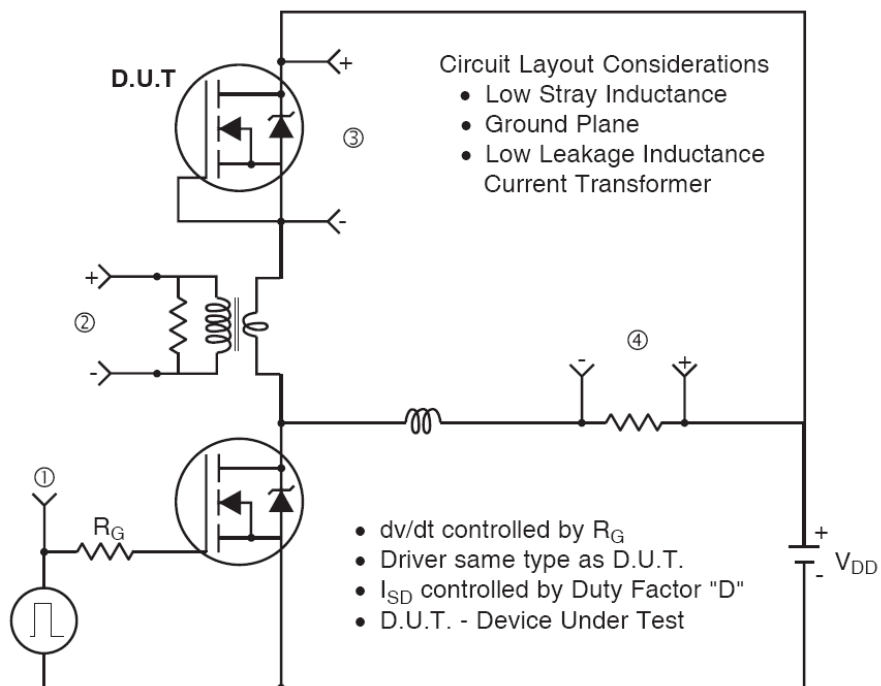 D.U.T
+
Circuit Layout Considerations
• Low Stray Inductance
• Ground Plane
• Low Leakage Inductance
Current Transformer
③
-
+
②
-
④
- +
①
R_G
• dv/dt controlled by R_G
• Driver same type as D.U.T.
• I_SD controlled by Duty Factor "D"
• D.U.T. - Device Under Test
+
V_DD
-